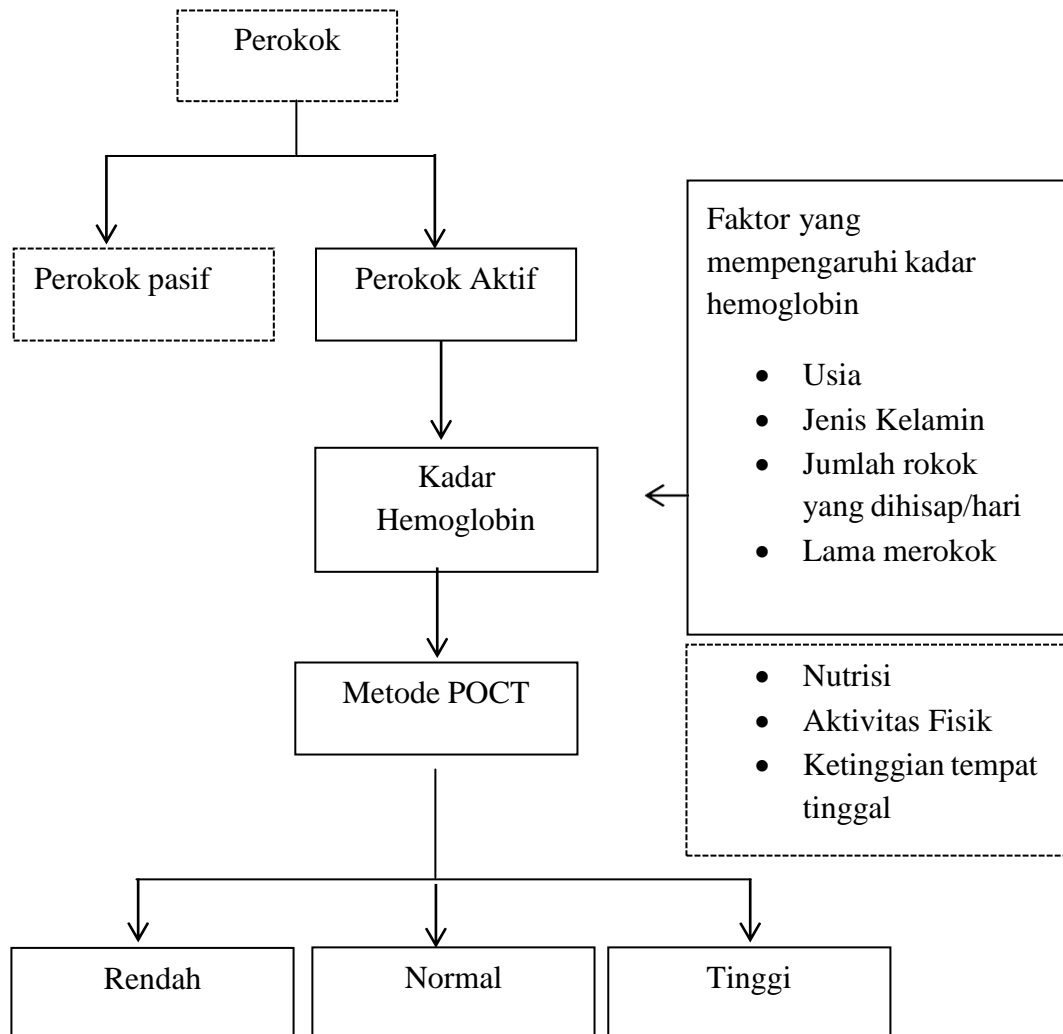 Perokok
Perokok pasif
Perokok Aktif
Kadar
Hemoglobin
Metode POCT
Faktor yang
mempengaruhi kadar
hemoglobin
• Usia
• Jenis Kelamin
• Jumlah rokok
yang dihisap/hari
• Lama merokok
• Nutrisi
• Aktivitas Fisik
• Ketinggian tempat
tinggal
Rendah
Normal
Tinggi